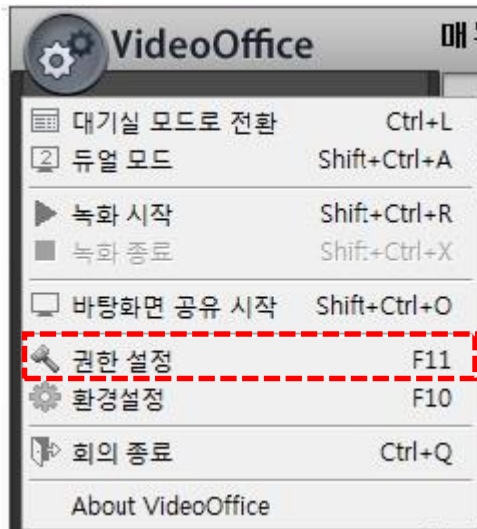 VideoOffice
대기실 모드로 전환 Ctrl+L
2 듀얼 모드 Shift+Ctrl+A
녹화 시작 Shift+Ctrl+R
녹화 종료 Shift+Ctrl+X
바탕화면 공유 시작 Shift+Ctrl+O
권한 설정 F11
환경설정 F10
회의 종료 Ctrl+Q
About VideoOffice